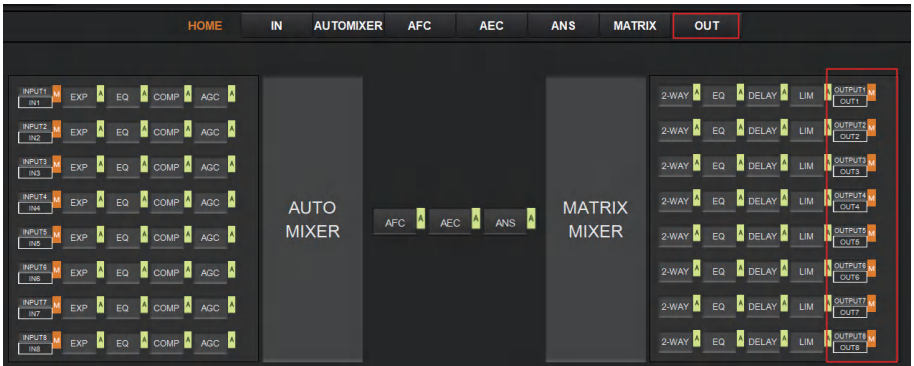 HOME IN AUTOMIXER AFC AEC ANS MATRIX OUT
INPUT1 M EXP A EQ A COMP A AGC A 2-WAY A EQ A DELAY A LIM A OUTPUT1 M
IN1 OUT1
INPUT2 M EXP A EQ A COMP A AGC A 2-WAY A EQ A DELAY A LIM A OUTPUT2 M
IN2 OUT2
INPUT3 M EXP A EQ A COMP A AGC A 2-WAY A EQ A DELAY A LIM A OUTPUT3 M
IN3 OUT3
INPUT4 M EXP A EQ A COMP A AGC A 2-WAY A EQ A DELAY A LIM A OUTPUT4 M
IN4 OUT4
AUTO MIXER AFC A AEC A ANS A MATRIX MIXER
INPUT5 M EXP A EQ A COMP A AGC A 2-WAY A EQ A DELAY A LIM A OUTPUT5 M
IN5 OUT5
INPUT6 M EXP A EQ A COMP A AGC A 2-WAY A EQ A DELAY A LIM A OUTPUT6 M
IN6 OUT6
INPUT7 M EXP A EQ A COMP A AGC A 2-WAY A EQ A DELAY A LIM A OUTPUT7 M
IN7 OUT7
INPUT8 M EXP A EQ A COMP A AGC A 2-WAY A EQ A DELAY A LIM A OUTPUT8 M
IN8 OUT8